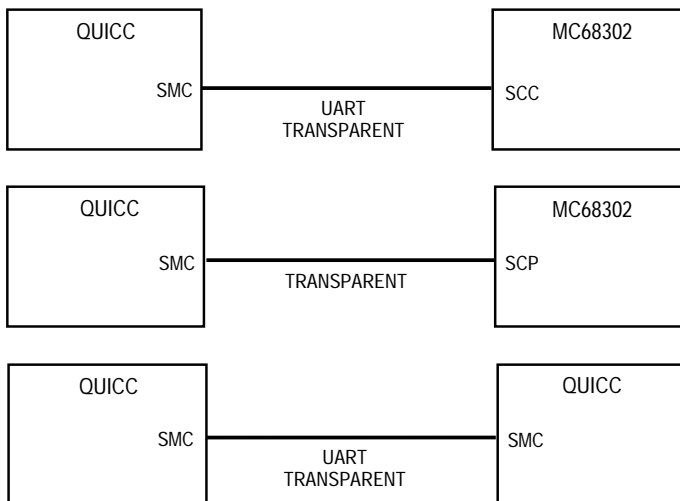 QUICC
MC68302
SMC
SCC
UART
TRANSPARENT
QUICC
MC68302
SMC
SCP
TRANSPARENT
QUICC
QUICC
SMC
SMC
UART
TRANSPARENT